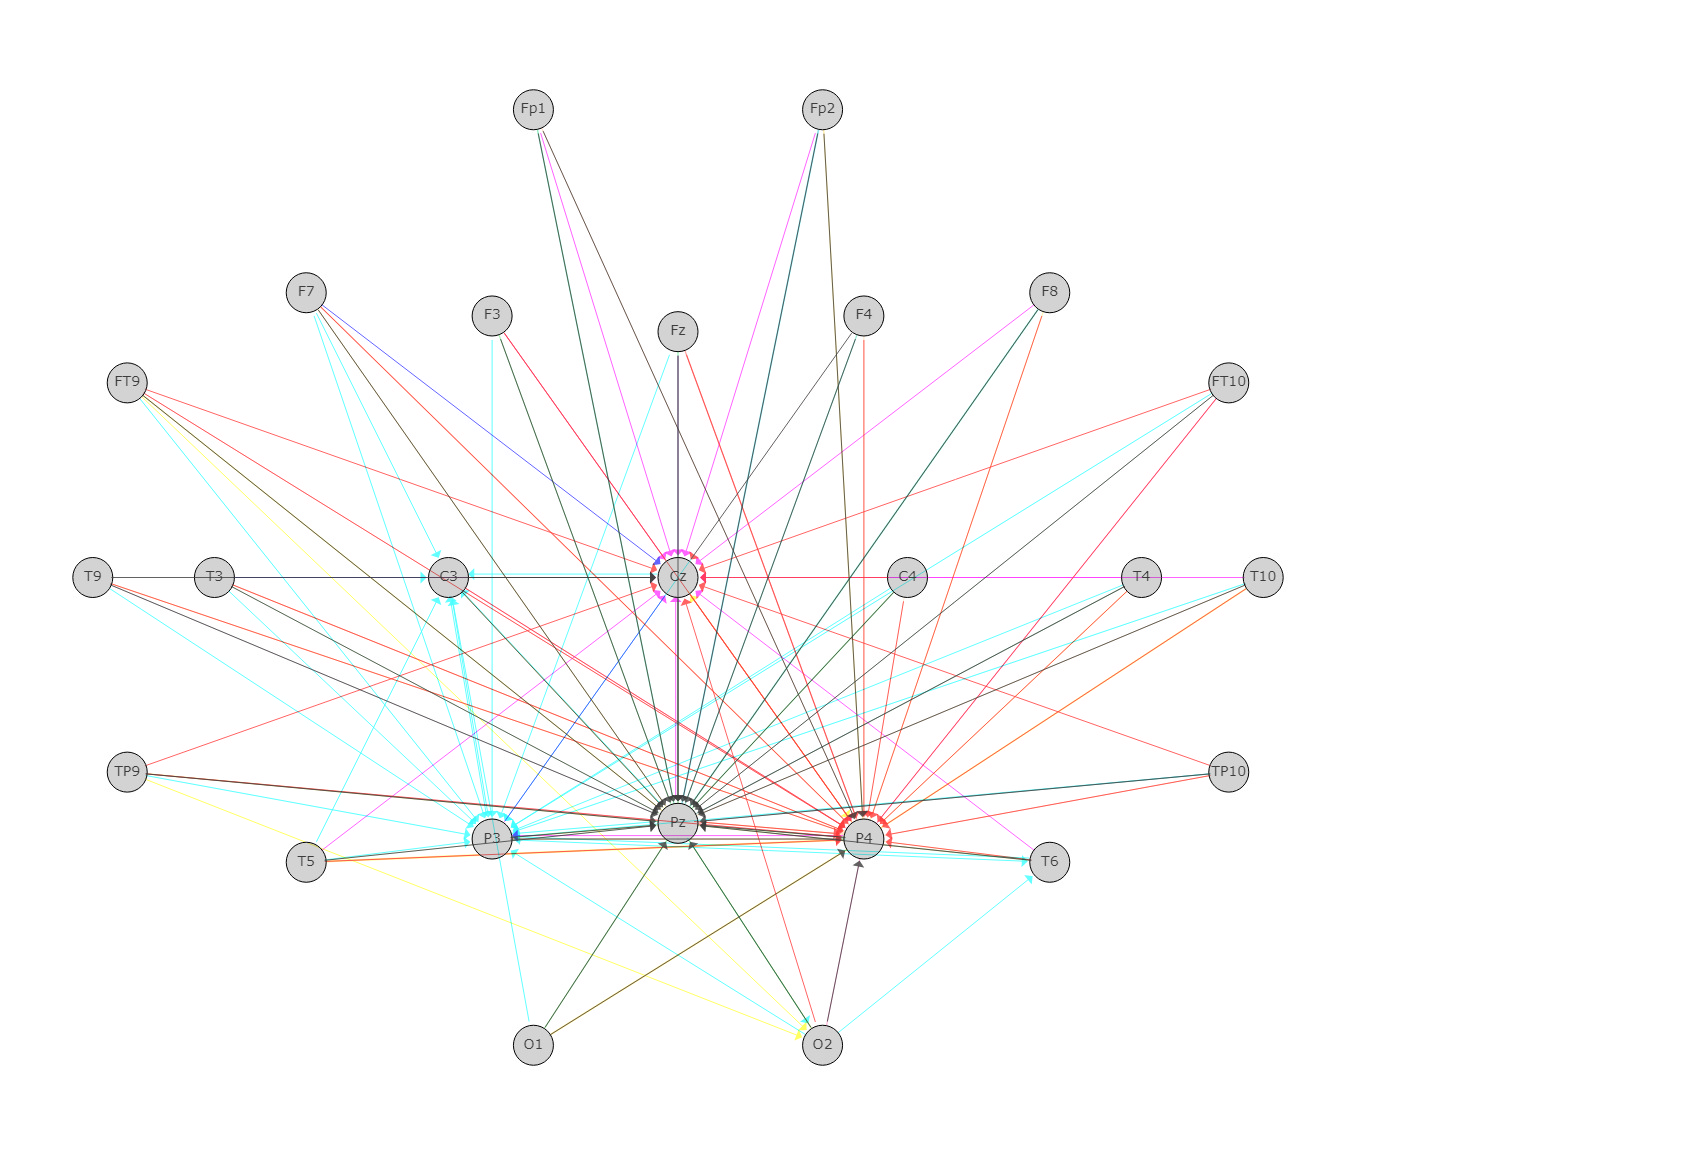 Fp1 Fp2
F7 F3 Fz F4 F8
FT9 FT10
T9 T3 C3 Cz C4 T4 T10
TP9 TP10
T5 P3 Pz P4 T6
O1 O2